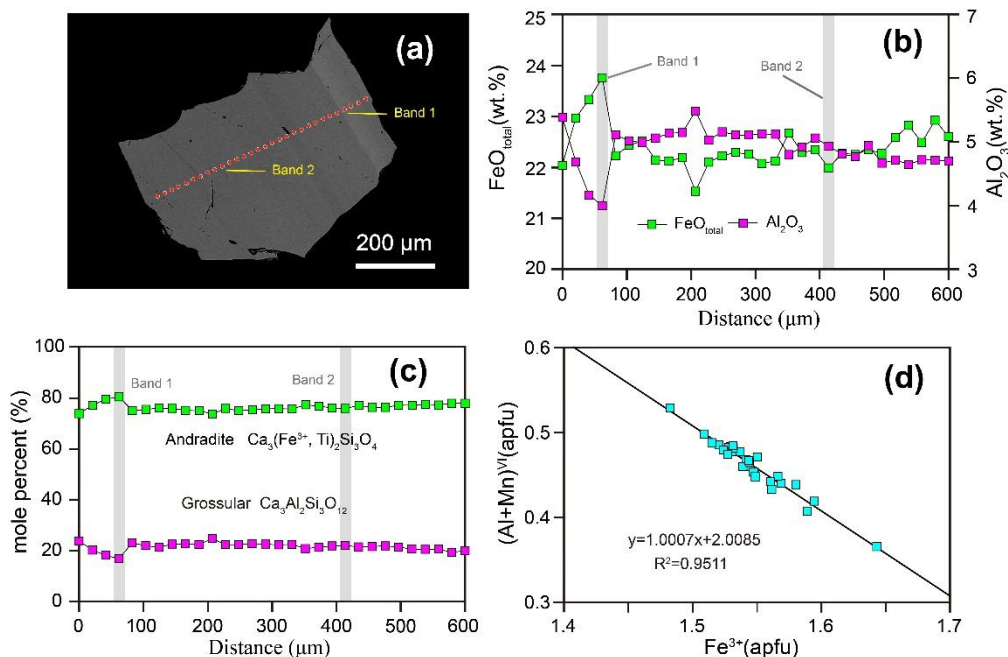 (a)
Band 1
Band 2
200 µm
(b)
FeOtotal(wt. %)
25
24
23
22
21
20
Band 1
Band 2
FeOtotal
Al2O3
0
100
200
300
400
500
600
Distance (µm)
7
6
5
4
3
Al2O3(wt. %)
(c)
mole percent (%)
100
80
60
40
20
0
Band 1
Band 2
Andradite Ca3(Fe3+, Ti)2Si3O4
Grossular Ca3Al2Si3O12
0
100
200
300
400
500
600
Distance (µm)
(d)
(Al+Mn)VI(apfu)
0.6
0.5
0.4
0.3
y=1.0007x+2.0085
R2=0.9511
1.4
1.5
1.6
1.7
Fe3+(apfu)